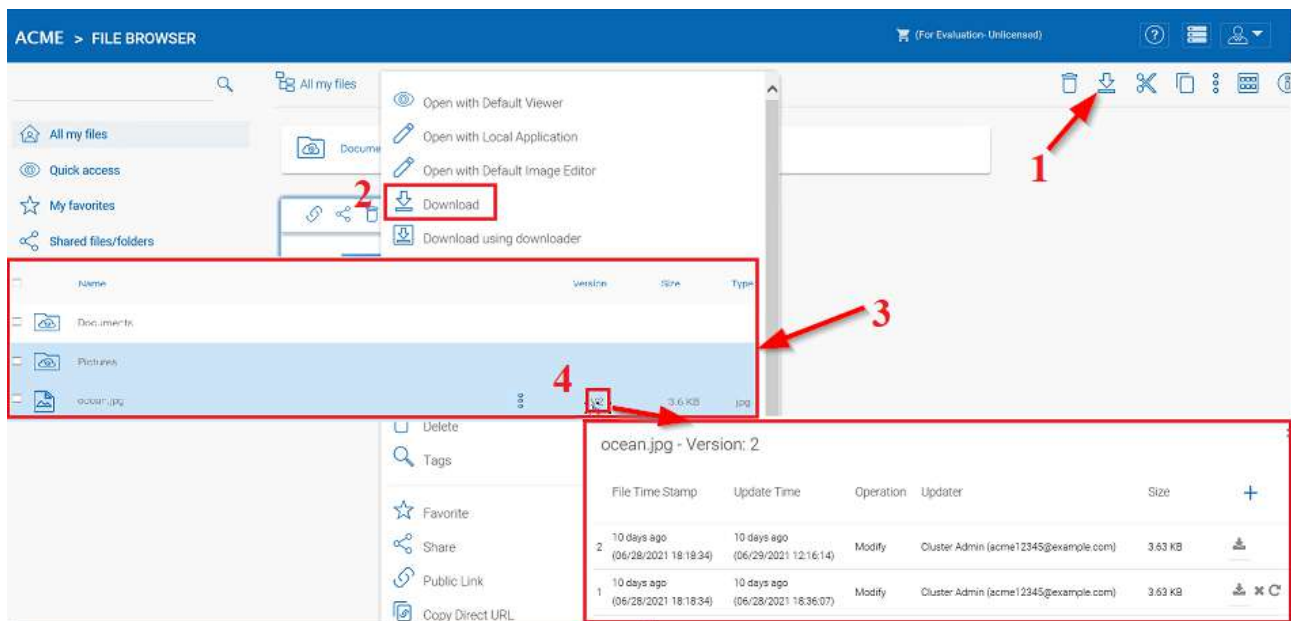 ACME > FILE BROWSER
(For Evaluation- Unlicensed)
All my files
Open with Default Viewer
1
All my files
Docume
Open with Local Application
Quick access
Open with Default Image Editor
2
My favorites
Download
Shared files/folders
Download using downloader
Name Version Size Type
3
Documents
Pictures
4
ocean.jpg V2 3.6 KB jpg
Delete
ocean.jpg - Version: 2
Tags
File Time Stamp Update Time Operation Updater Size
Favorite
2 10 days ago (06/28/2021 18:18:34) 10 days ago (06/29/2021 12:16:14) Modify Cluster Admin (acme12345@example.com) 3.63 KB
Share
Public Link
1 10 days ago (06/28/2021 18:18:34) 10 days ago (06/28/2021 18:36:07) Modify Cluster Admin (acme12345@example.com) 3.63 KB
Copy Direct URL